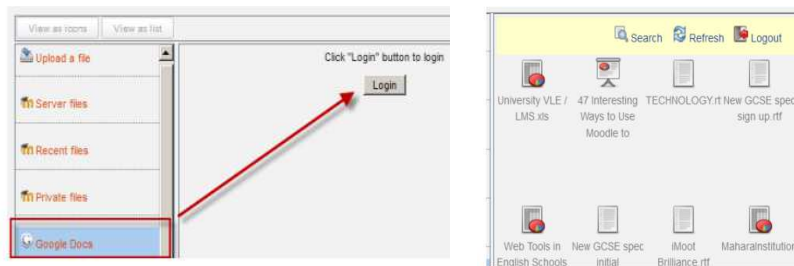 View as icons View as list
Upload a file
Server files
Recent files
Private files
Google Docs
Click "Login" button to login
Login
Search Refresh Logout
University VLE / LMS.xls
47 Interesting Ways to Use Moodle to
TECHNOLOGY.rt
New GCSE spec sign up.rtf
Web Tools in English Schools
New GCSE spec initial
iMoot Brilliance.rtf
MaharaInstitution